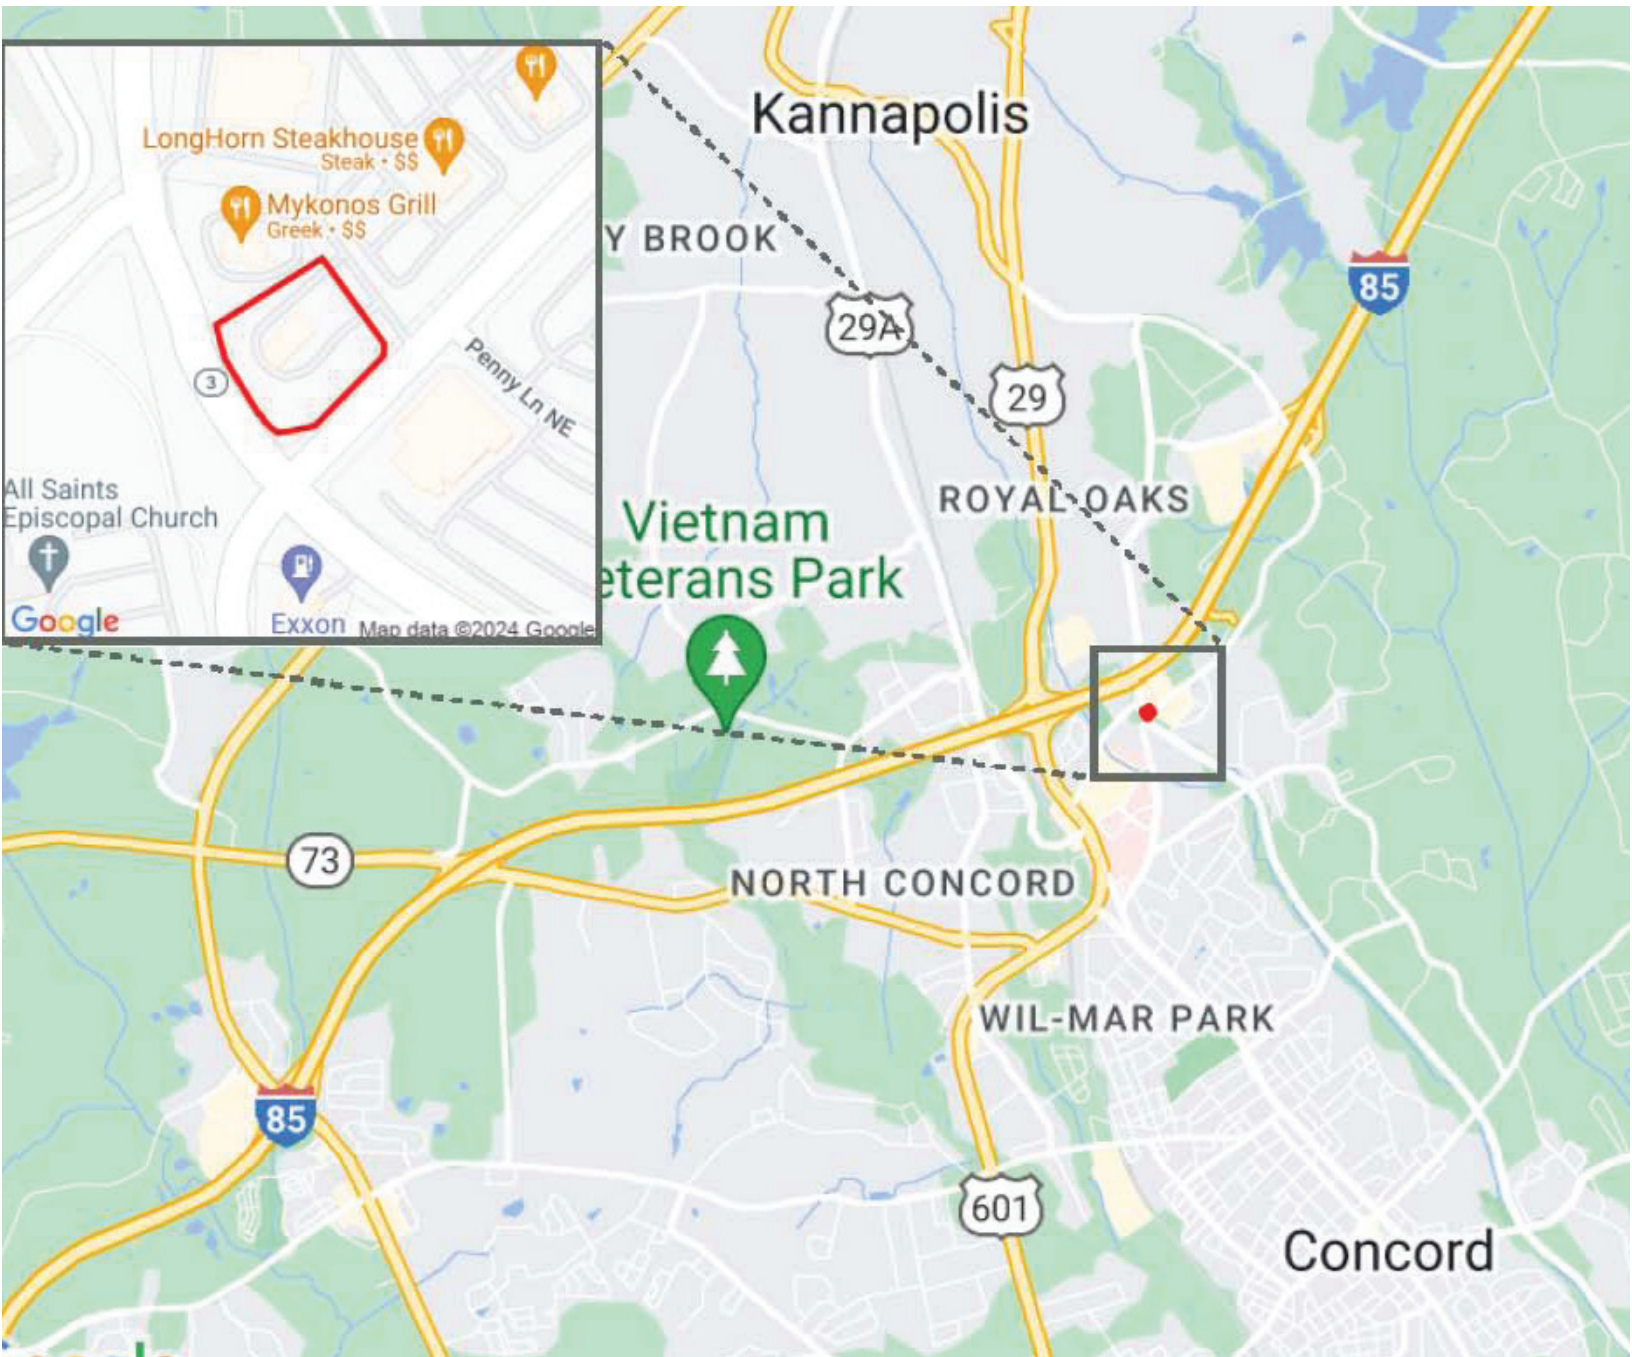 Kannapolis
LongHorn Steakhouse
Steak • $$
Mykonos Grill
Greek • $$
Y BROOK
85
29A
29
3
Penny Ln NE
All Saints
Episcopal Church
ROYAL OAKS
Vietnam
eterans Park
Google
Exxon
Map data ©2024 Google
73
NORTH CONCORD
WIL-MAR PARK
85
601
Concord